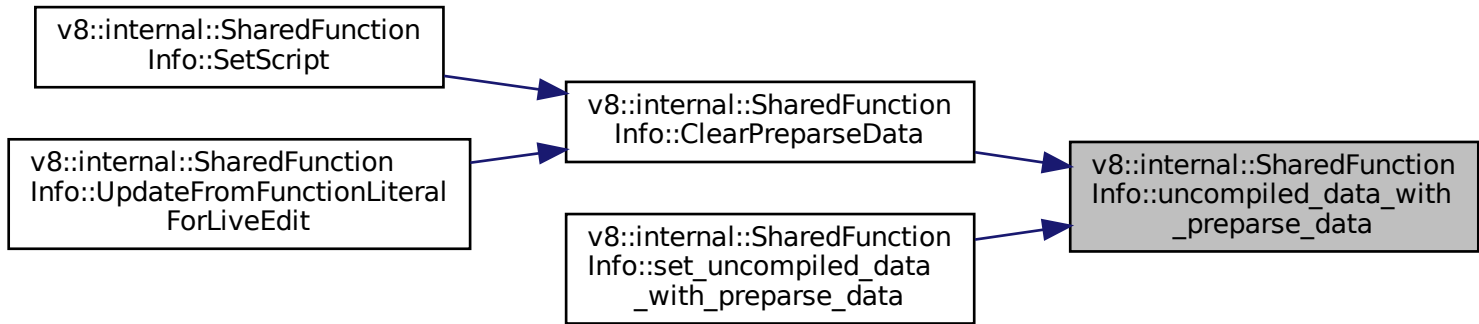 v8::internal::SharedFunction
Info::SetScript
v8::internal::SharedFunction
Info::UpdateFromFunctionLiteral
ForLiveEdit
v8::internal::SharedFunction
Info::ClearPreparseData
v8::internal::SharedFunction
Info::set_uncompiled_data
_with_preparse_data
v8::internal::SharedFunction
Info::uncompiled_data_with
_preparse_data